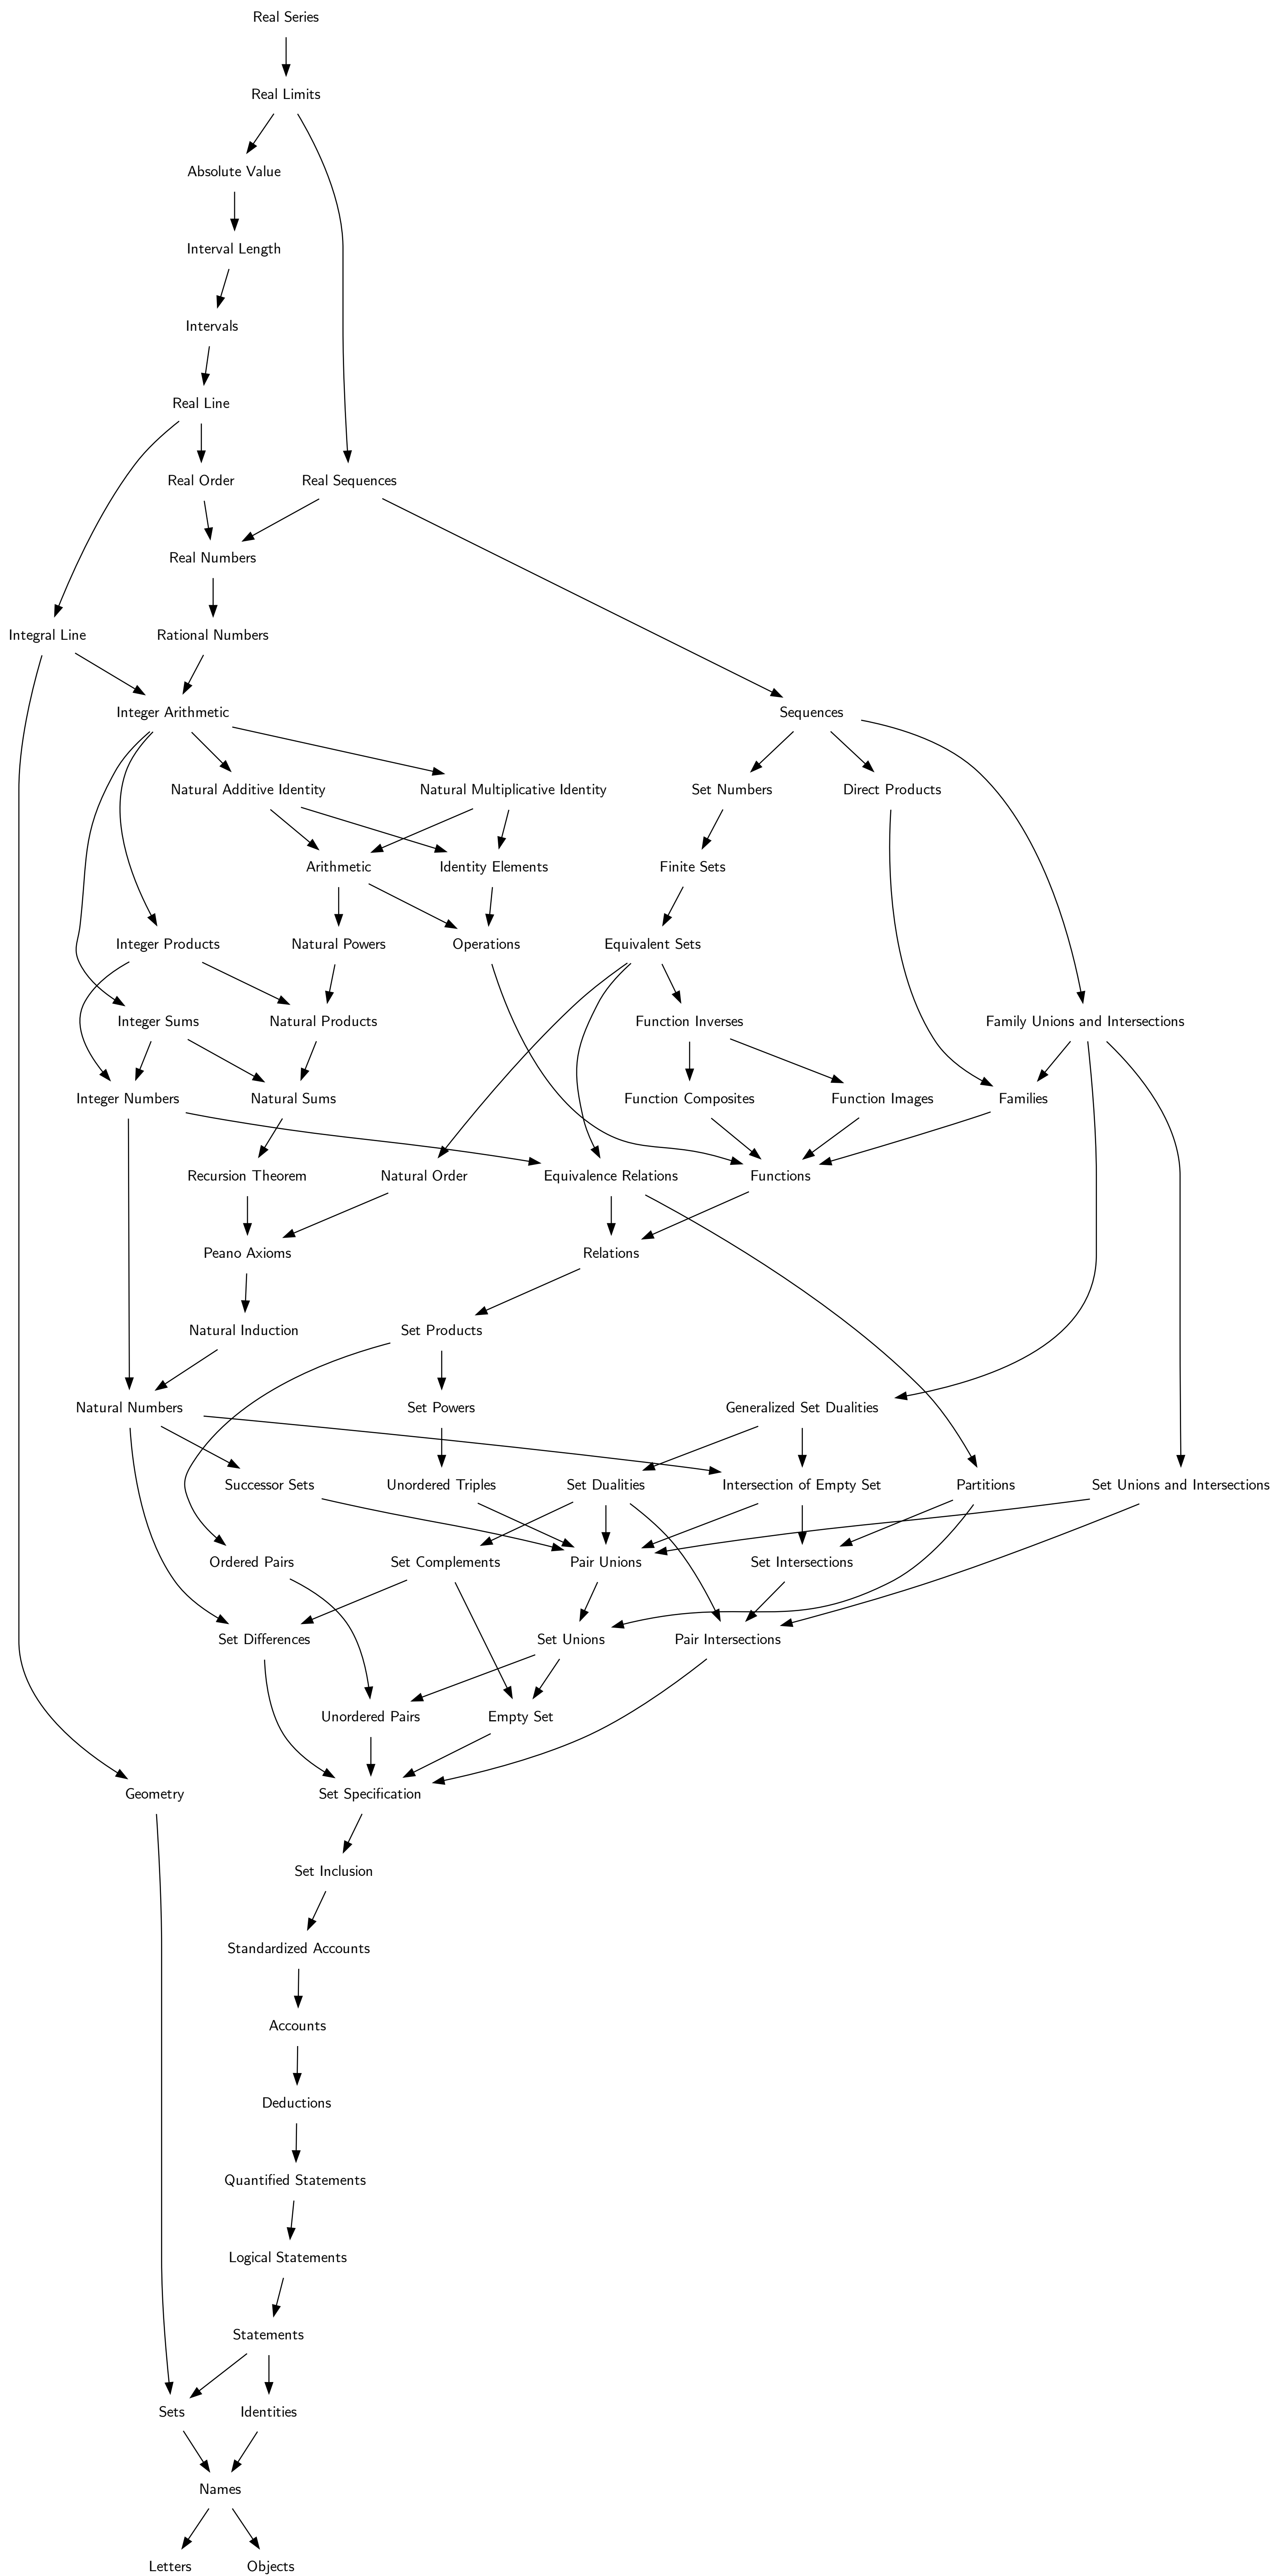 Real Series
Real Limits
Absolute Value
Interval Length
Intervals
Real Line
Real Order
Real Sequences
Real Numbers
Integral Line
Rational Numbers
Integer Arithmetic
Sequences
Natural Additive Identity
Natural Multiplicative Identity
Set Numbers
Direct Products
Arithmetic
Identity Elements
Finite Sets
Integer Products
Natural Powers
Operations
Equivalent Sets
Integer Sums
Natural Products
Function Inverses
Family Unions and Intersections
Integer Numbers
Natural Sums
Function Composites
Function Images
Families
Recursion Theorem
Natural Order
Equivalence Relations
Functions
Peano Axioms
Relations
Natural Induction
Set Products
Natural Numbers
Set Powers
Generalized Set Dualities
Successor Sets
Unordered Triples
Set Dualities
Intersection of Empty Set
Partitions
Set Unions and Intersections
Ordered Pairs
Set Complements
Pair Unions
Set Intersections
Set Differences
Set Unions
Pair Intersections
Unordered Pairs
Empty Set
Geometry
Set Specification
Set Inclusion
Standardized Accounts
Accounts
Deductions
Quantified Statements
Logical Statements
Statements
Sets
Identities
Names
Letters
Objects